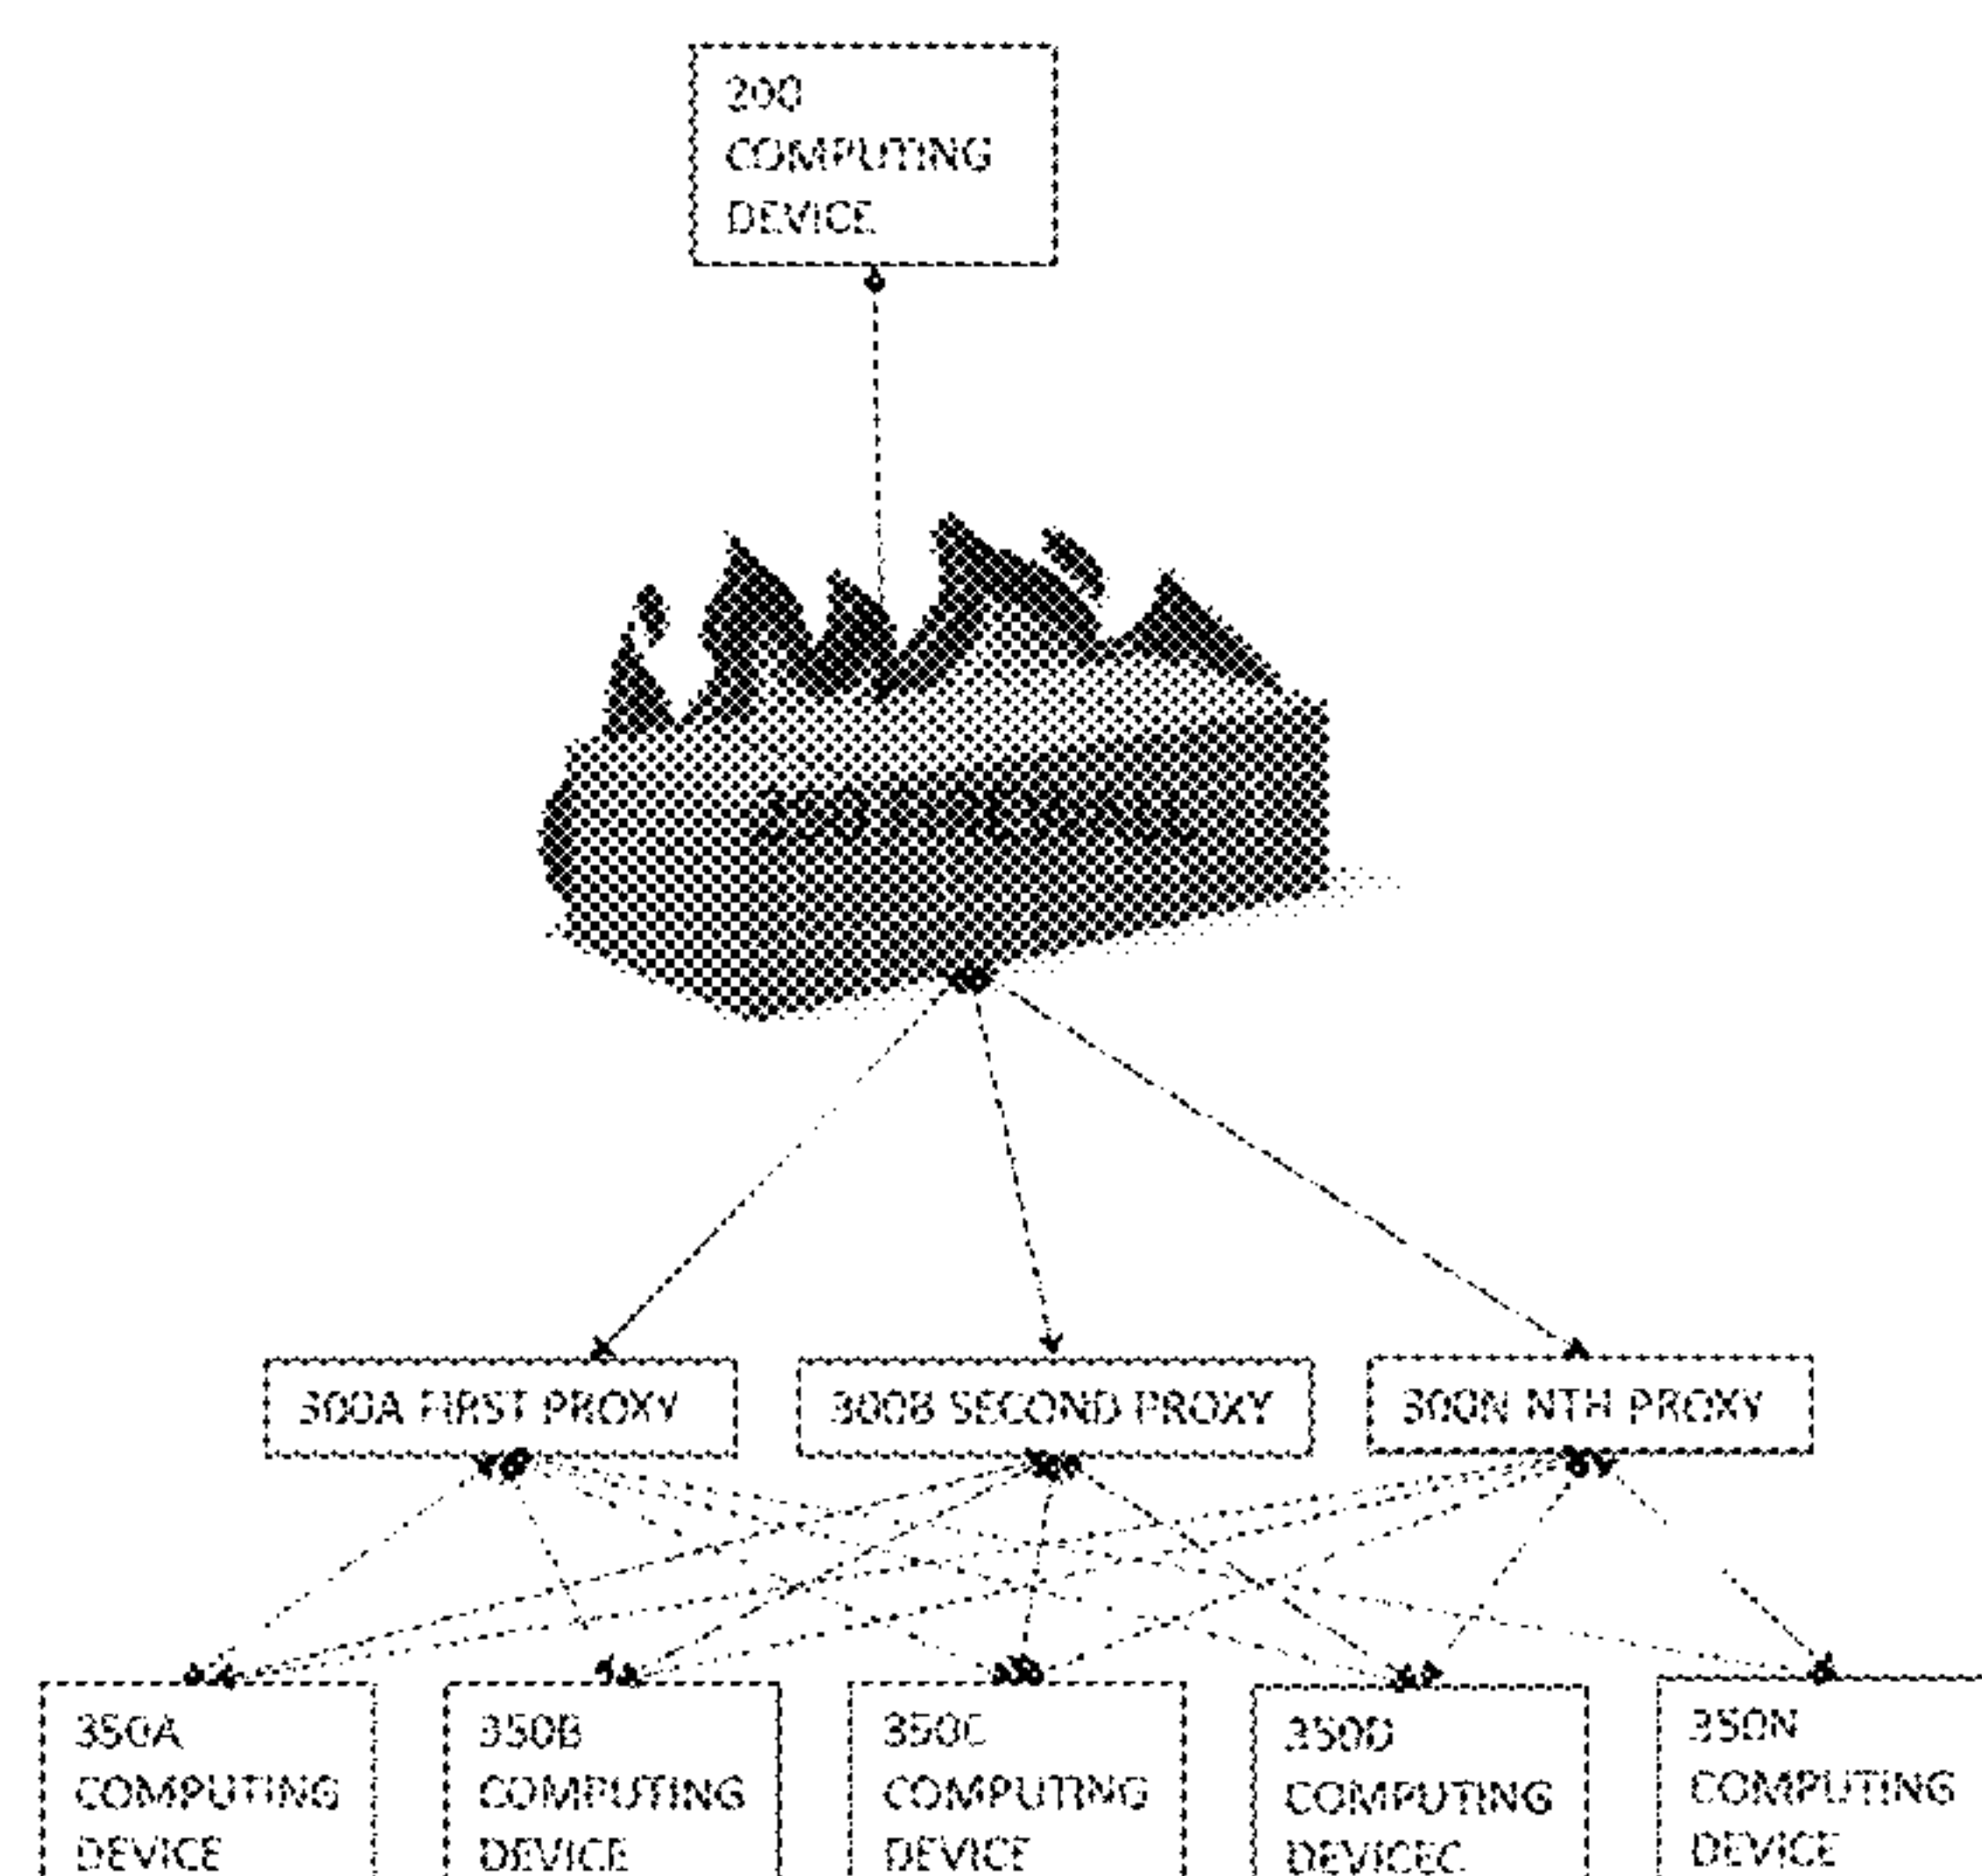 200
COMPUTING
DEVICE
FIREWALL
300A FIRST PROXY
300B SECOND PROXY
300N NTH PROXY
350A
COMPUTING
DEVICE
350B
COMPUTING
DEVICE
350C
COMPUTING
DEVICE
350D
COMPUTING
DEVICEC
350N
COMPUTING
DEVICE